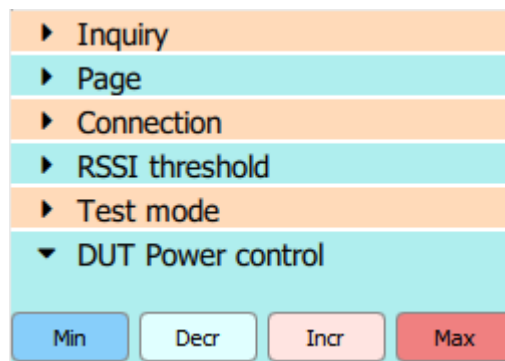 Inquiry
Page
Connection
RSSI threshold
Test mode
DUT Power control
Min Decr Incr Max